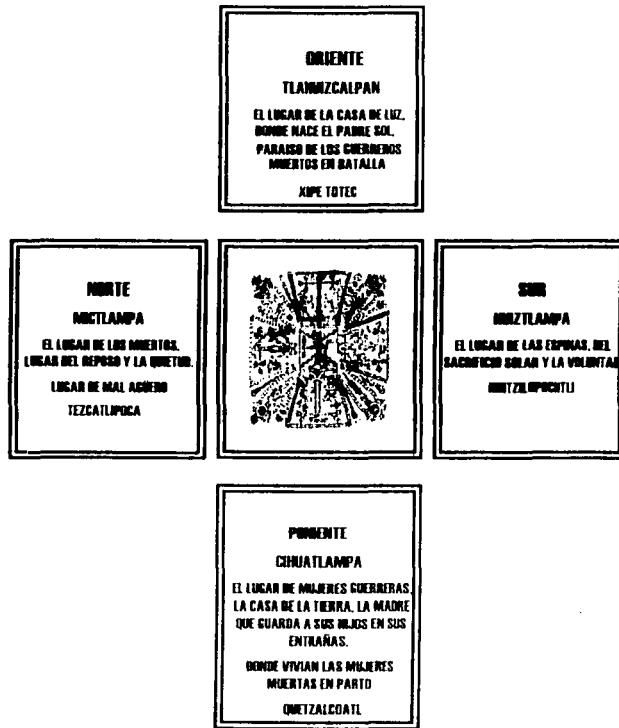 ORIENTE
TLAHUIZCALPAN
EL LUGAR DE LA CASA DE LUZ,
DONDE NACE EL PADRE SOL,
PARAISO DE LOS GUERREROS
MUERTOS EN BATALLA
XIPE TOTEC
NORTE
MICTLAMPA
EL LUGAR DE LOS MUERTOS,
LUGAR DEL REPOSO Y LA QUIETUD.
LUGAR DE MAL AGÜERO
TEZCATLIPOCA
SUR
HUIZTLAMPA
EL LUGAR DE LAS ESPINAS, DEL
SACRIFICIO SOLAR Y LA VOLUNTAD
HUITZILOPOCHTLI
PONIENTE
CIHUATLAMPA
EL LUGAR DE MUJERES GUERRERAS,
LA CASA DE LA TIERRA, LA MADRE
QUE GUARDA A SUS HIJOS EN SUS
ENTRAÑAS.
DONDE VIVIAN LAS MUJERES
MUERTAS EN PARTO
QUETZALCOATL